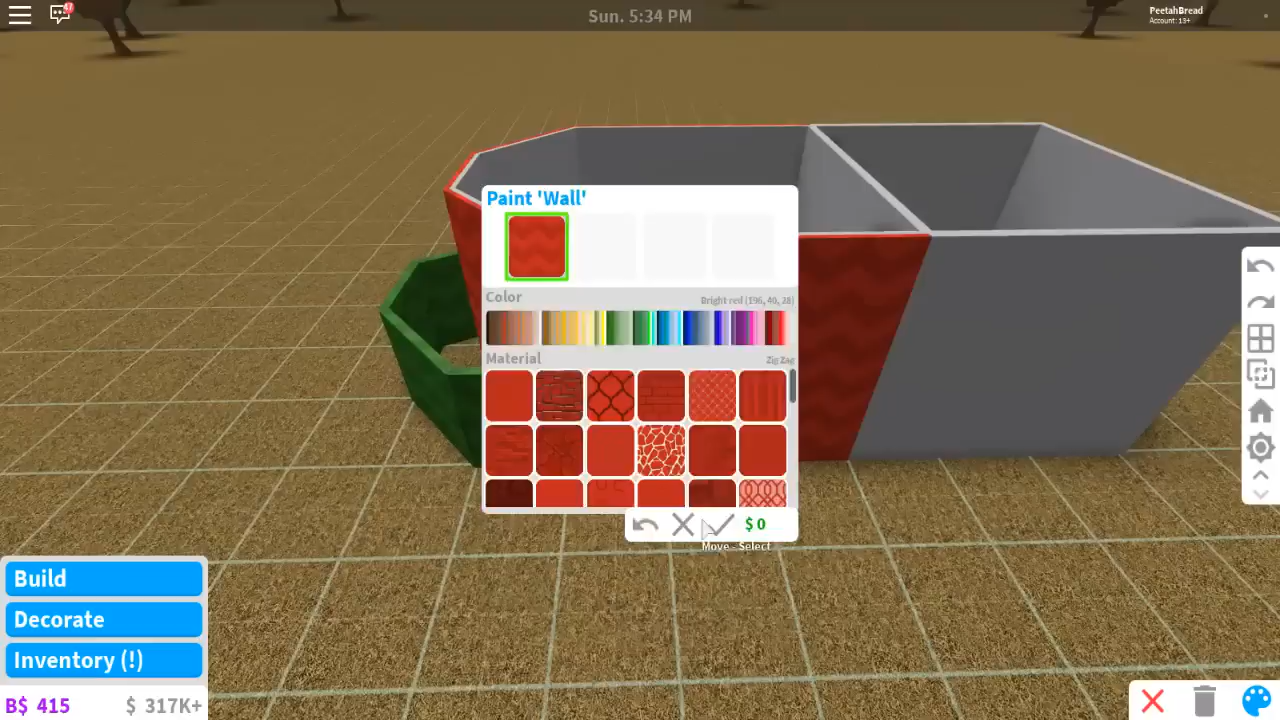 47
Sun. 5:34 PM
PeetahBread
Account: 13+
Paint 'Wall'
Color
Bright red (196, 40, 28)
Material
Zig Zag
$ 0
Move - Select
Build
Decorate
Inventory (!)
B$ 415
$ 317K+